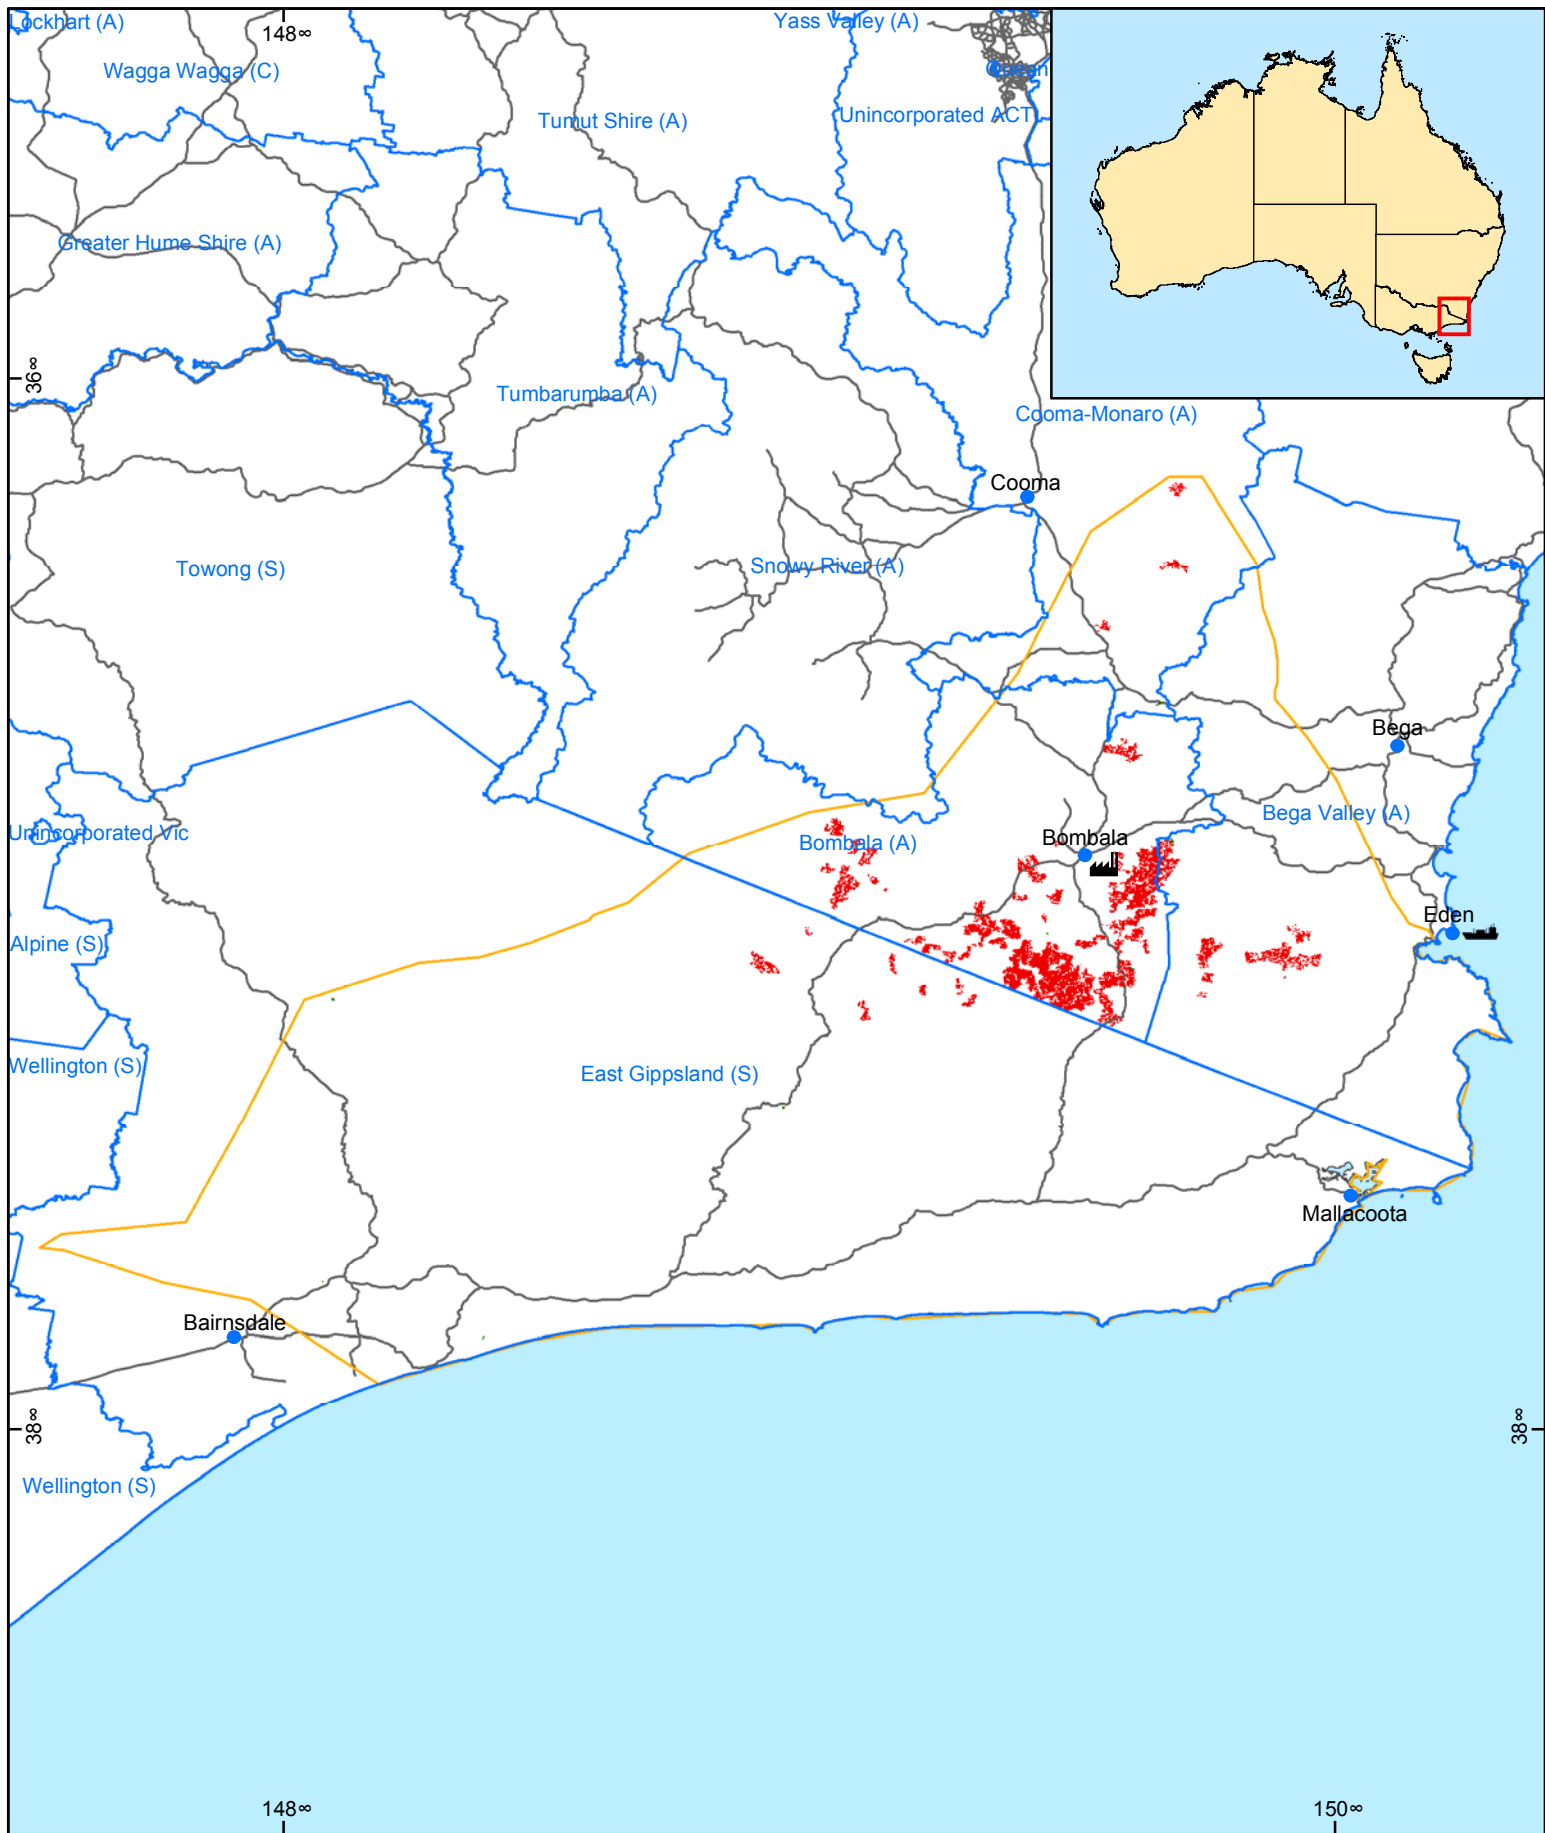 Lockhart (A)
Yass Valley (A)
148∞
Wagga Wagga (C)
Quean
Unincorporated ACT
Tumut Shire (A)
Greater Hume Shire (A)
36∞
Tumbarumba (A)
Cooma-Monaro (A)
Cooma
Towong (S)
Snowy River (A)
Bega
Bega Valley (A)
Unincorporated Vic
Bombala
Bombala (A)
Eden
Alpine (S)
Wellington (S)
East Gippsland (S)
Mallacoota
Bairnsdale
38∞
38∞
Wellington (S)
148∞
150∞